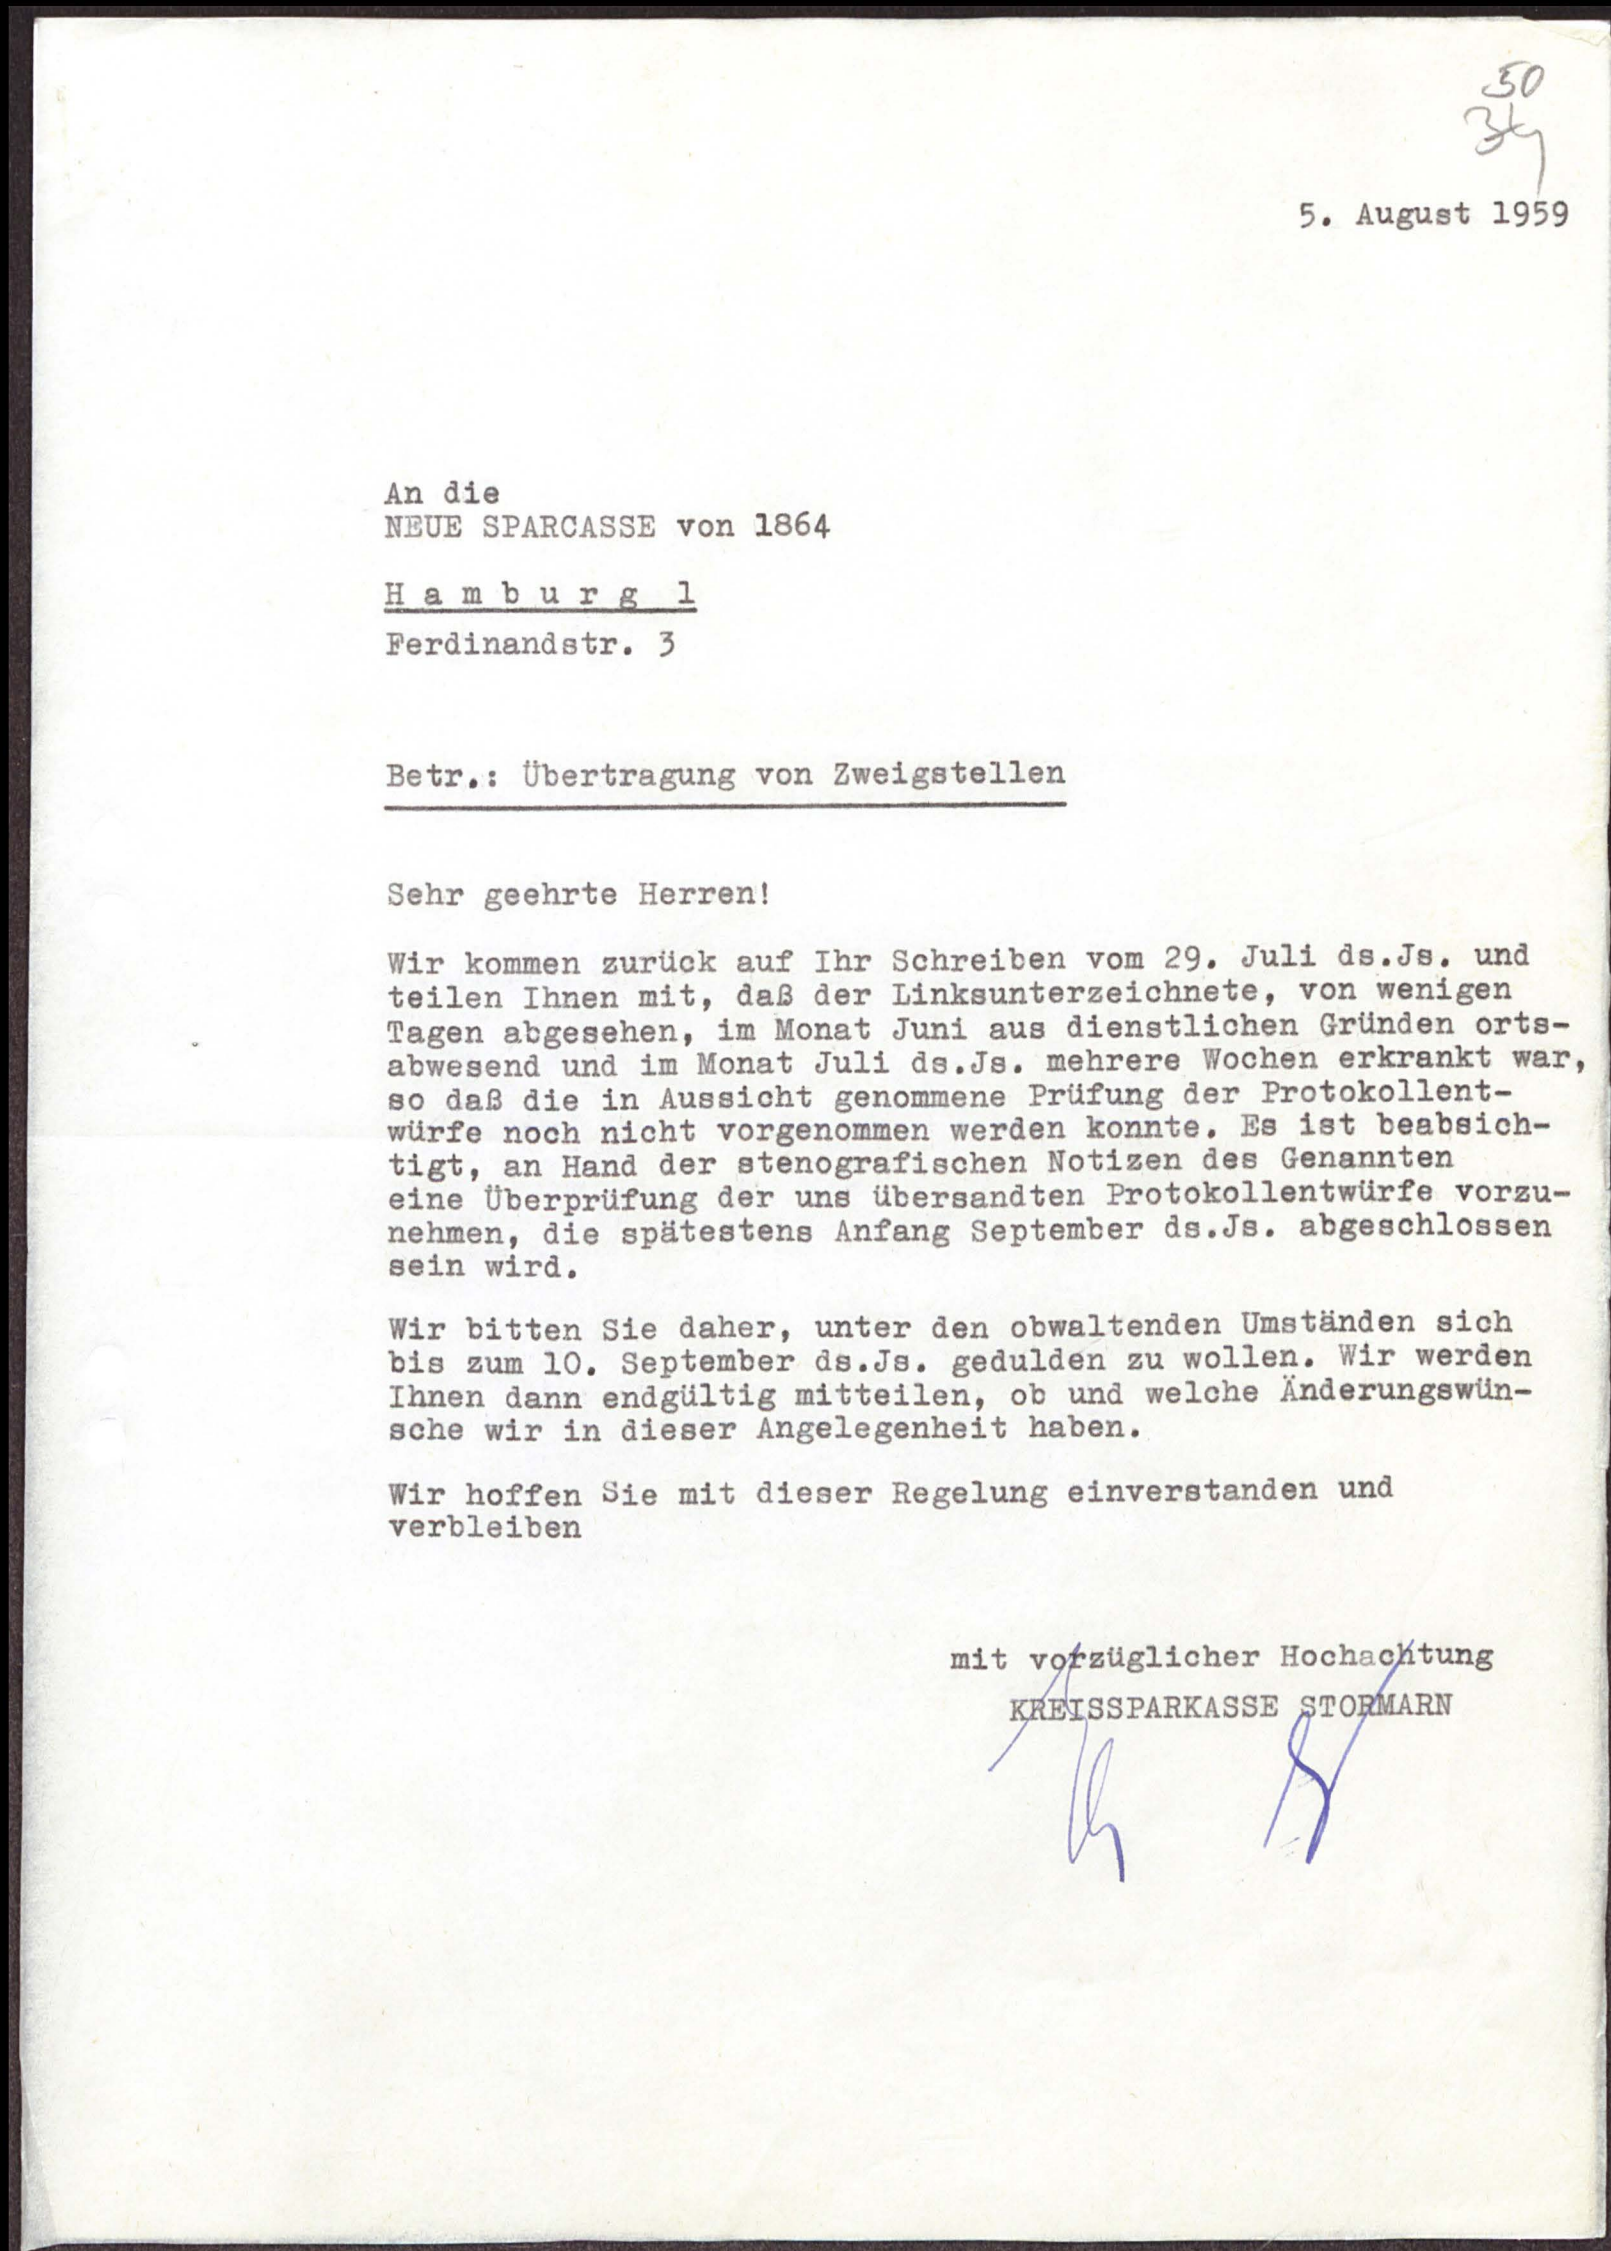 50
34
5. August 1959
An die
NEUE SPARCASSE von 1864
H a m b u r g 1
Ferdinandstr. 3
Betr.: Übertragung von Zweigstellen
Sehr geehrte Herren!
Wir kommen zurück auf Ihr Schreiben vom 29. Juli ds.Js. und
teilen Ihnen mit, daß der Linksunterzeichnete, von wenigen
Tagen abgesehen, im Monat Juni aus dienstlichen Gründen orts-
abwesend und im Monat Juli ds.Js. mehrere Wochen erkrankt war,
so daß die in Aussicht genommene Prüfung der Protokollent-
würfe noch nicht vorgenommen werden konnte. Es ist beabsich-
tigt, an Hand der stenografischen Notizen des Genannten
eine Überprüfung der uns übersandten Protokollentwürfe vorzu-
nehmen, die spätestens Anfang September ds.Js. abgeschlossen
sein wird.
Wir bitten Sie daher, unter den obwaltenden Umständen sich
bis zum 10. September ds.Js. gedulden zu wollen. Wir werden
Ihnen dann endgültig mitteilen, ob und welche Änderungswün-
sche wir in dieser Angelegenheit haben.
Wir hoffen Sie mit dieser Regelung einverstanden und
verbleiben
mit vorzüglicher Hochachtung
KREISSPARKASSE STORMARN